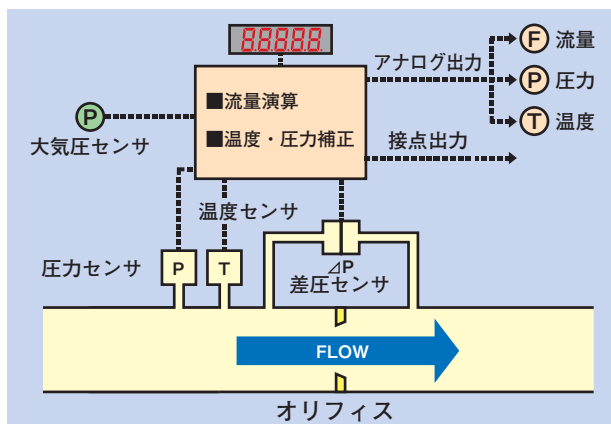 88888
アナログ出力
F 流量
P 圧力
T 温度
■流量演算
■温度・圧力補正
P
大気圧センサ
接点出力
温度センサ
圧力センサ
P
T
⊿P
差圧センサ
FLOW
オリフィス